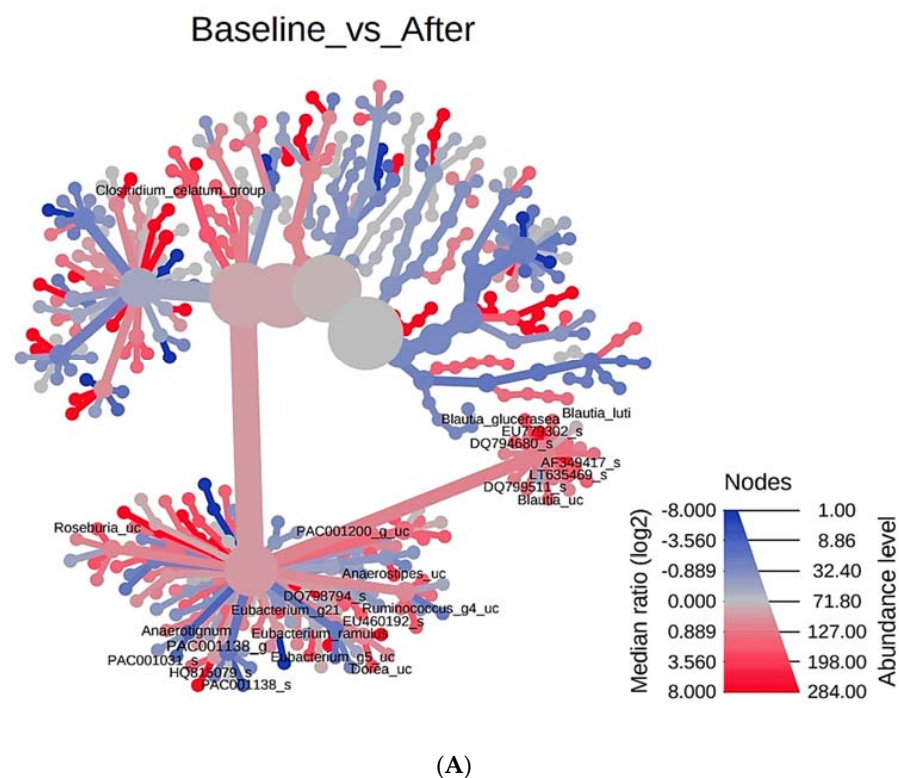 Baseline_vs_After
Clostridium_celatum_group
Blautia_glucerasea
Blautia_luti
EU779302_s
DQ794680_s
AF349417_s
LT635469_s
DQ799511_s
Blautia_uc
Roseburia_uc
PAC001200_g_uc
Anaerostipes_uc
DQ798794_s
Eubacterium_g21
Ruminococcus_g4_uc
EU460192_s
Anaerotignum
Eubacterium_ramulus
PAC001138_g
PAC001031_s
Eubacterium_g5_uc
HQ815079_s
Dorea_uc
PAC001138_s
Nodes
-8.000 1.00
-3.560 8.86
-0.889 32.40
0.000 71.80
0.889 127.00
3.560 198.00
8.000 284.00
Median ratio (log2)
Abundance level
(A)